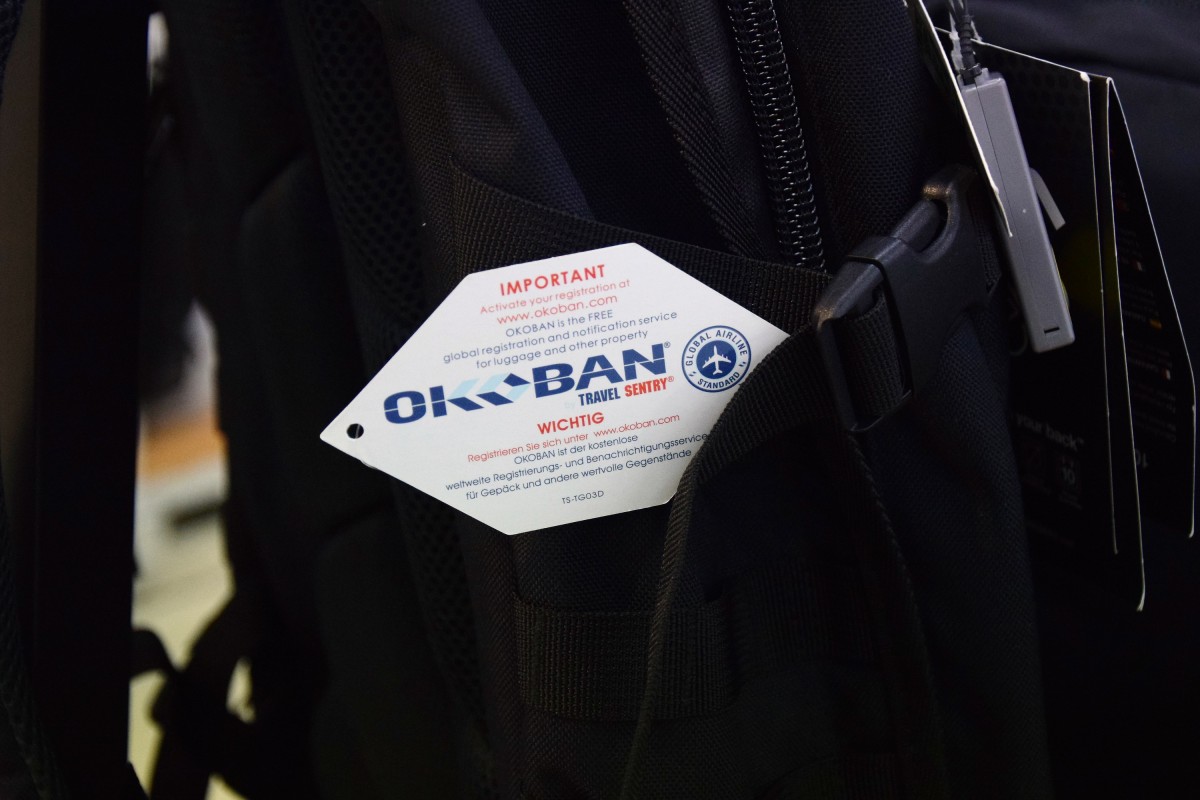 IMPORTANT
Activate your registration at
www.okoban.com
OKOBAN is the FREE
global registration and notification service
for luggage and other property
OKOBAN®
by TRAVEL SENTRY®
GLOBAL AIRLINE
STANDARD
WICHTIG
Registrieren Sie sich unter www.okoban.com
OKOBAN ist der kostenlose
weltweite Registrierungs- und Benachrichtigungsservice
für Gepäck und andere wertvolle Gegenstände
TS-TG03D